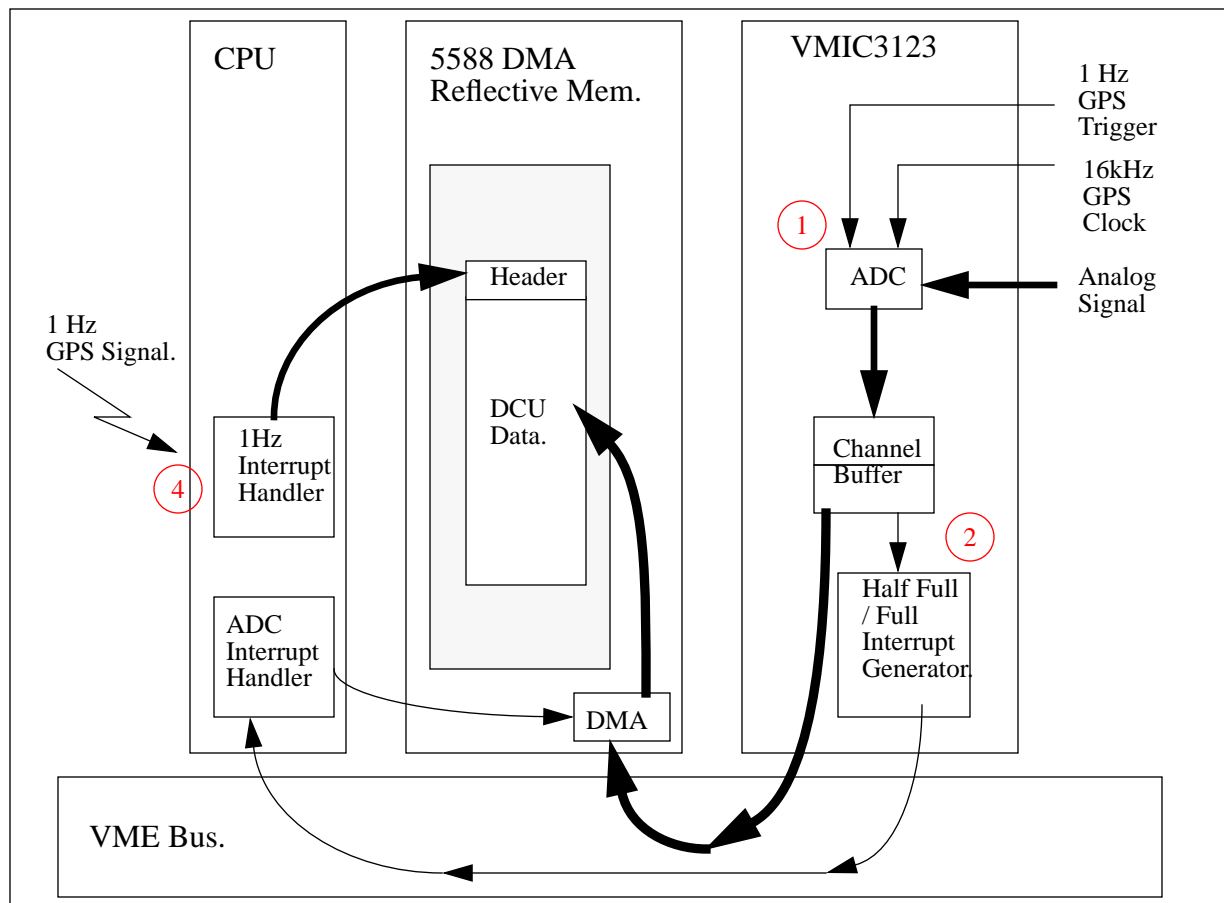 CPU
5588 DMA
Reflective Mem.
VMIC3123
1 Hz
GPS
Trigger
16kHz
GPS
Clock
1
ADC
Analog
Signal
Header
1 Hz
GPS Signal.
DCU
Data.
1Hz
Interrupt
Handler
4
Channel
Buffer
2
Half Full
/ Full
Interrupt
Generator.
ADC
Interrupt
Handler
DMA
VME Bus.